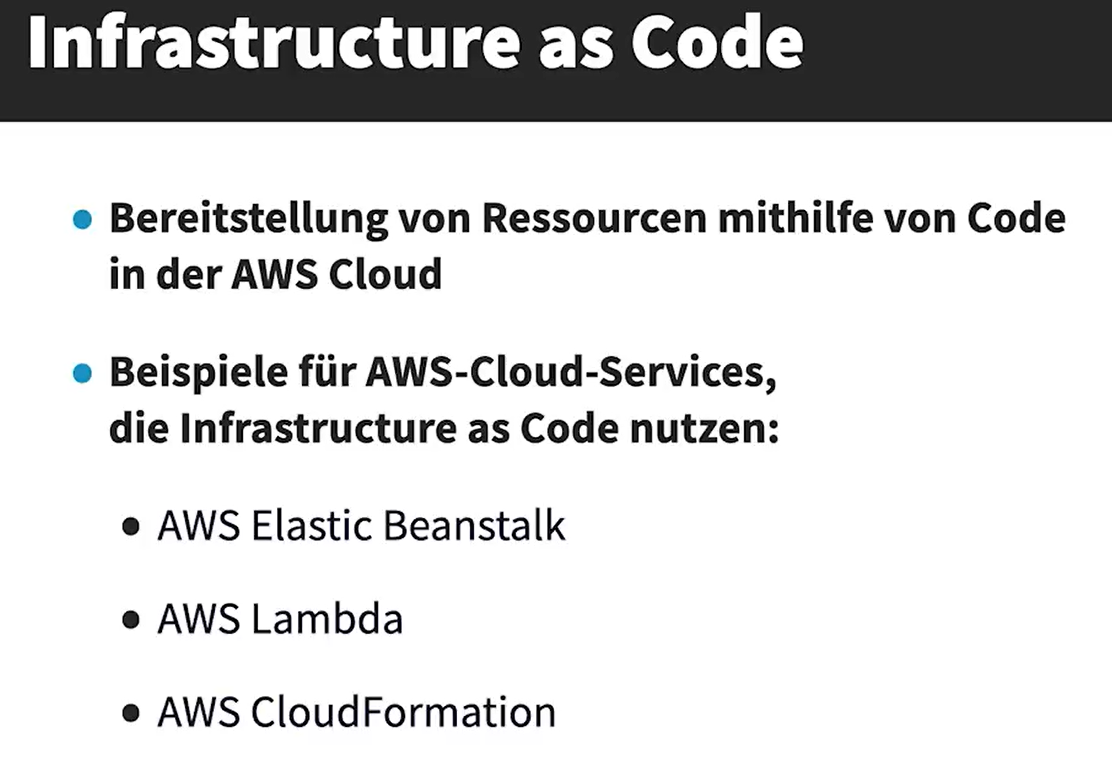 Infrastructure as Code
• Bereitstellung von Ressourcen mithilfe von Code
in der AWS Cloud
• Beispiele für AWS-Cloud-Services,
die Infrastructure as Code nutzen:
• AWS Elastic Beanstalk
• AWS Lambda
• AWS CloudFormation